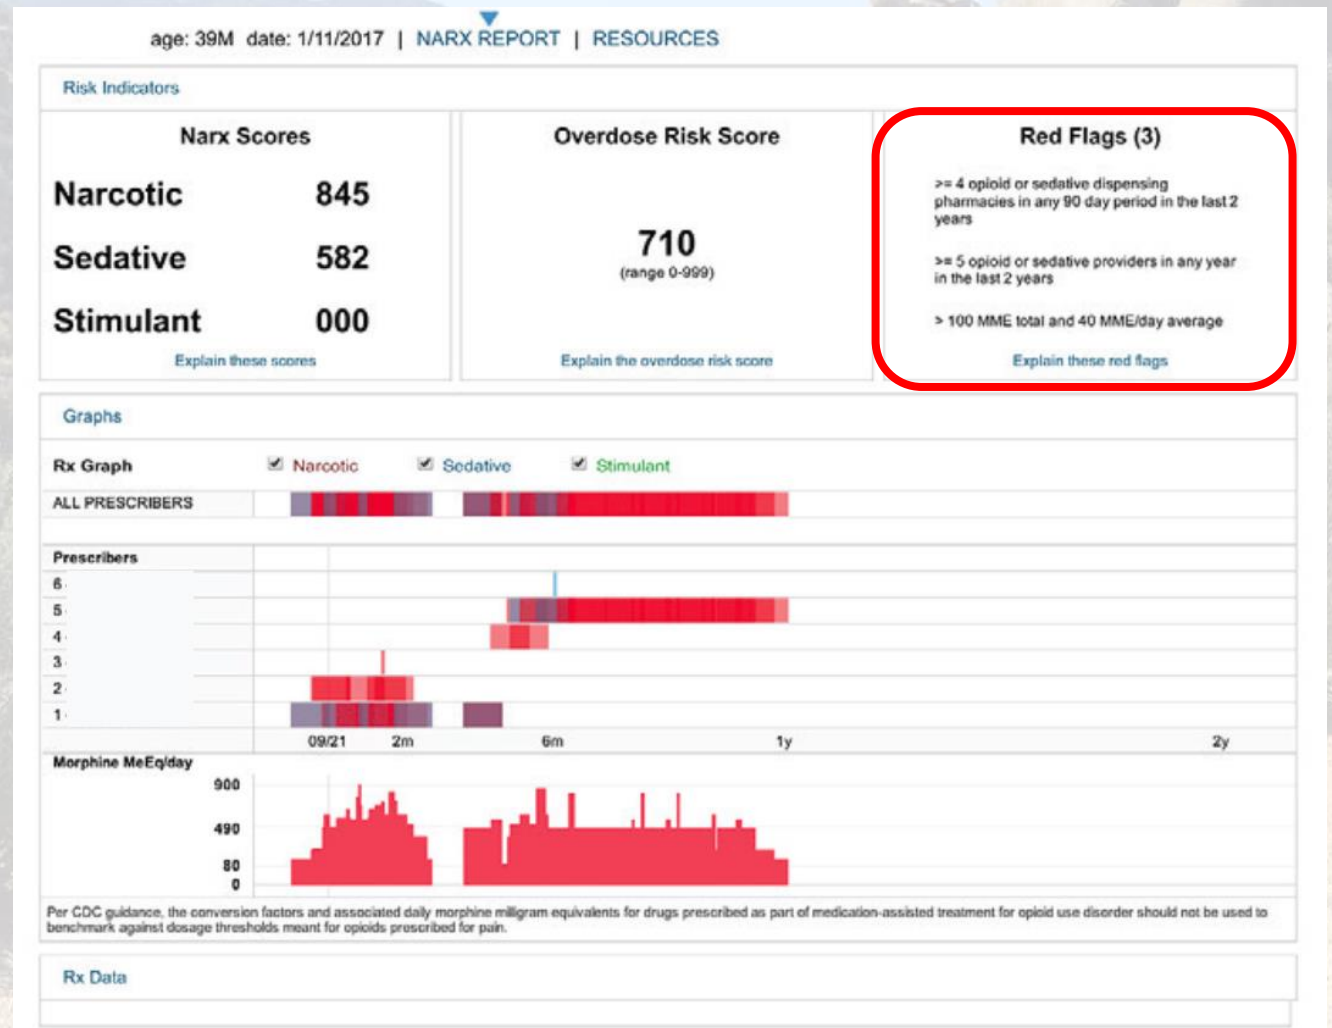 age: 39M date: 1/11/2017 | NARX REPORT | RESOURCES
Risk Indicators
Narx Scores
Narcotic 845
Sedative 582
Stimulant 000
Explain these scores
Overdose Risk Score
710
(range 0-999)
Explain the overdose risk score
Red Flags (3)
>= 4 opioid or sedative dispensing
pharmacies in any 90 day period in the last 2
years
>= 5 opioid or sedative providers in any year
in the last 2 years
> 100 MME total and 40 MME/day average
Explain these red flags
Graphs
Rx Graph Narcotic Sedative Stimulant
ALL PRESCRIBERS
Prescribers
6
5
4
3
2
1
09/21 2m 6m 1y 2y
Morphine MeEq/day
900
490
80
0
Per CDC guidance, the conversion factors and associated daily morphine milligram equivalents for drugs prescribed as part of medication-assisted treatment for opioid use disorder should not be used to
benchmark against dosage thresholds meant for opioids prescribed for pain.
Rx Data